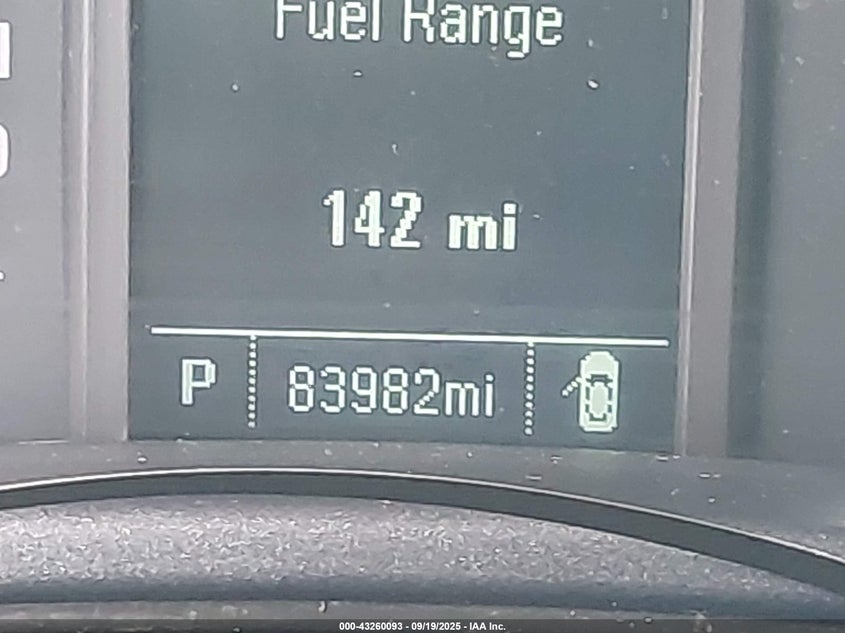 Fuel Range
142 mi
P 83982mi
000-43260093 - 09/19/2025 - IAA Inc.